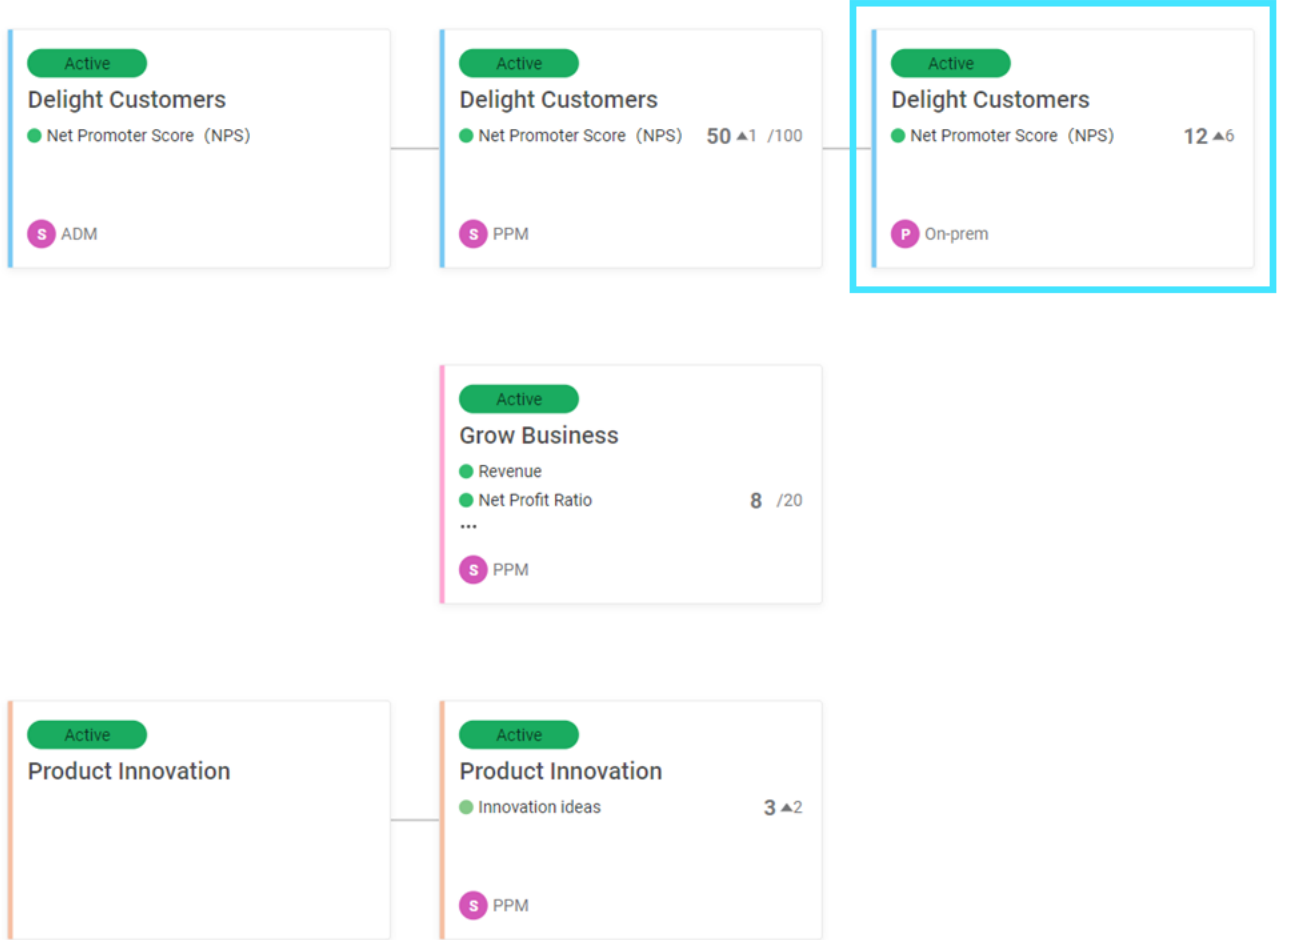 Active
Delight Customers
Net Promoter Score（NPS）
S ADM
Active
Delight Customers
Net Promoter Score（NPS） 50 ▲1 /100
S PPM
Active
Delight Customers
Net Promoter Score（NPS） 12 ▲6
P On-prem
Active
Grow Business
Revenue
Net Profit Ratio 8 /20
...
S PPM
Active
Product Innovation
Active
Product Innovation
Innovation ideas 3 ▲2
S PPM